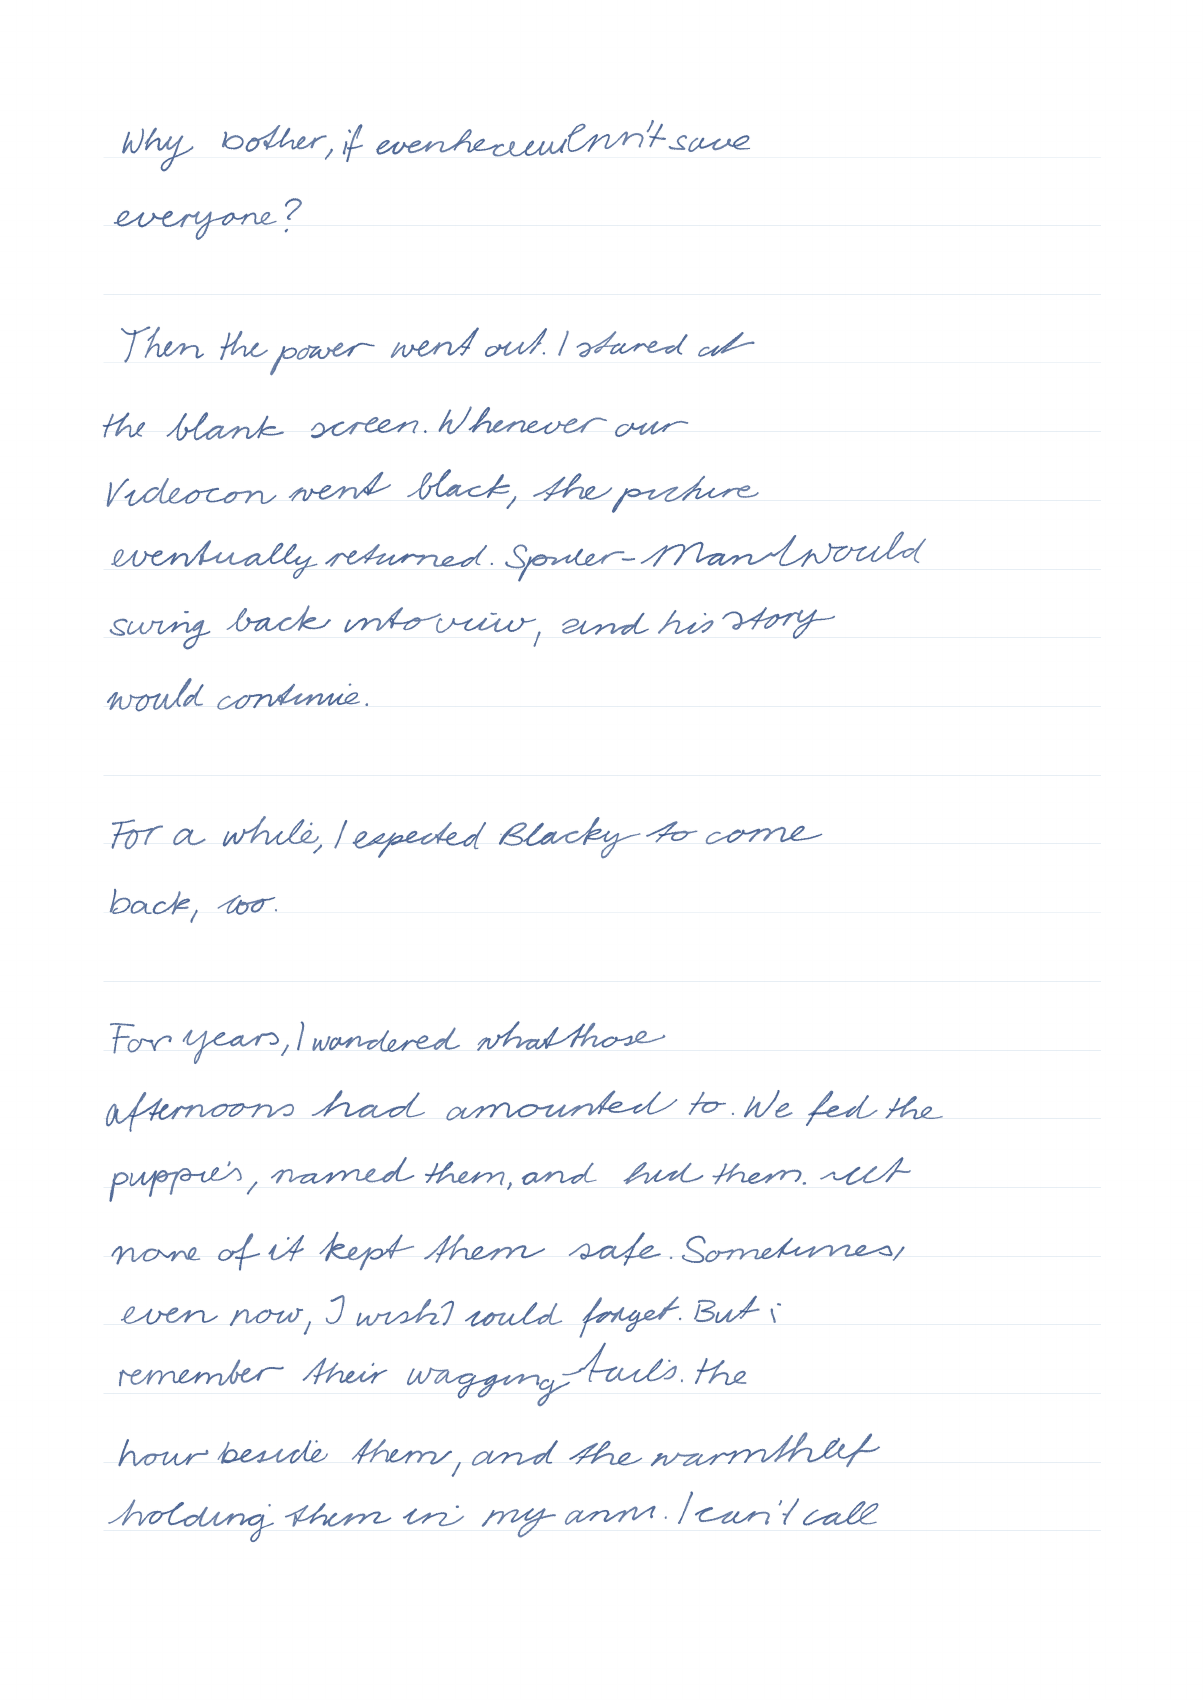 Why bother, if even he couldn't save
everyone?
Then the power went out. I stared at
the blank screen. Whenever our
Videocon went black, the picture
eventually returned. Spider-Man would
swing back into view, and his story
would continue.
For a while, I expected Blacky to come
back, too.
For years, I wondered what those
afternoons had amounted to. We fed the
puppies, named them, and hid them. Yet
none of it kept them safe. Sometimes,
even now, I wish I could forget. But i
remember their wagging tails. the
hour beside them, and the warmth of
holding them in my arms. I can't call